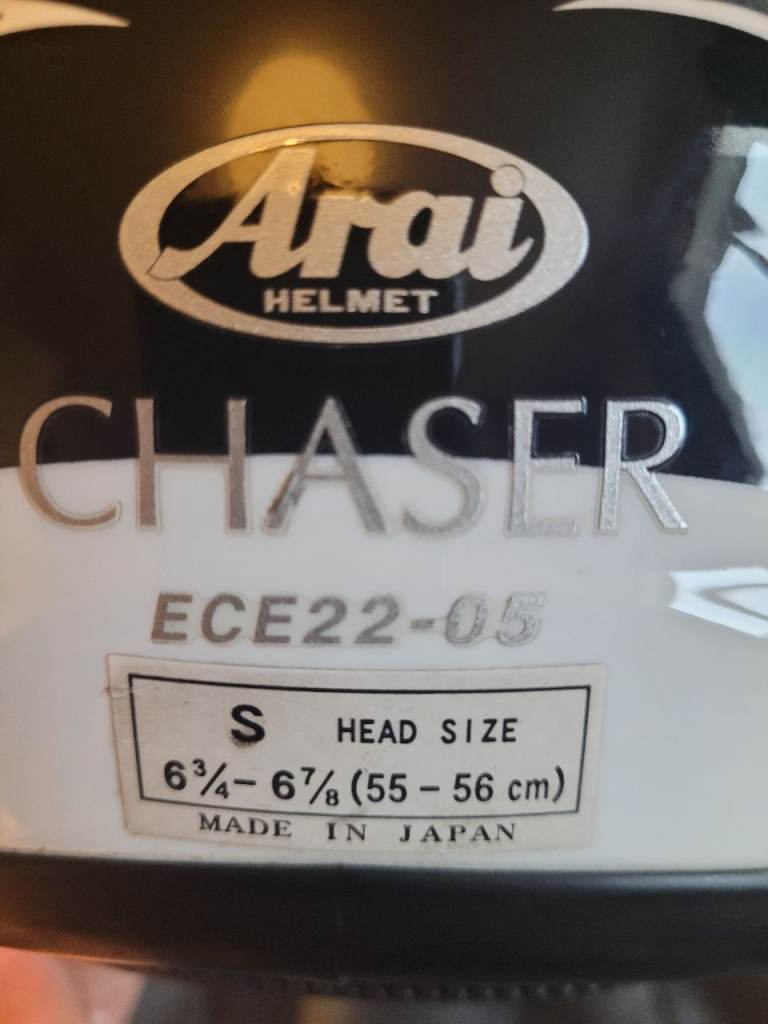 Arai
HELMET
CHASER
ECE22-05
S HEAD SIZE
6¾– 6⅞ (55 – 56 cm)
MADE IN JAPAN